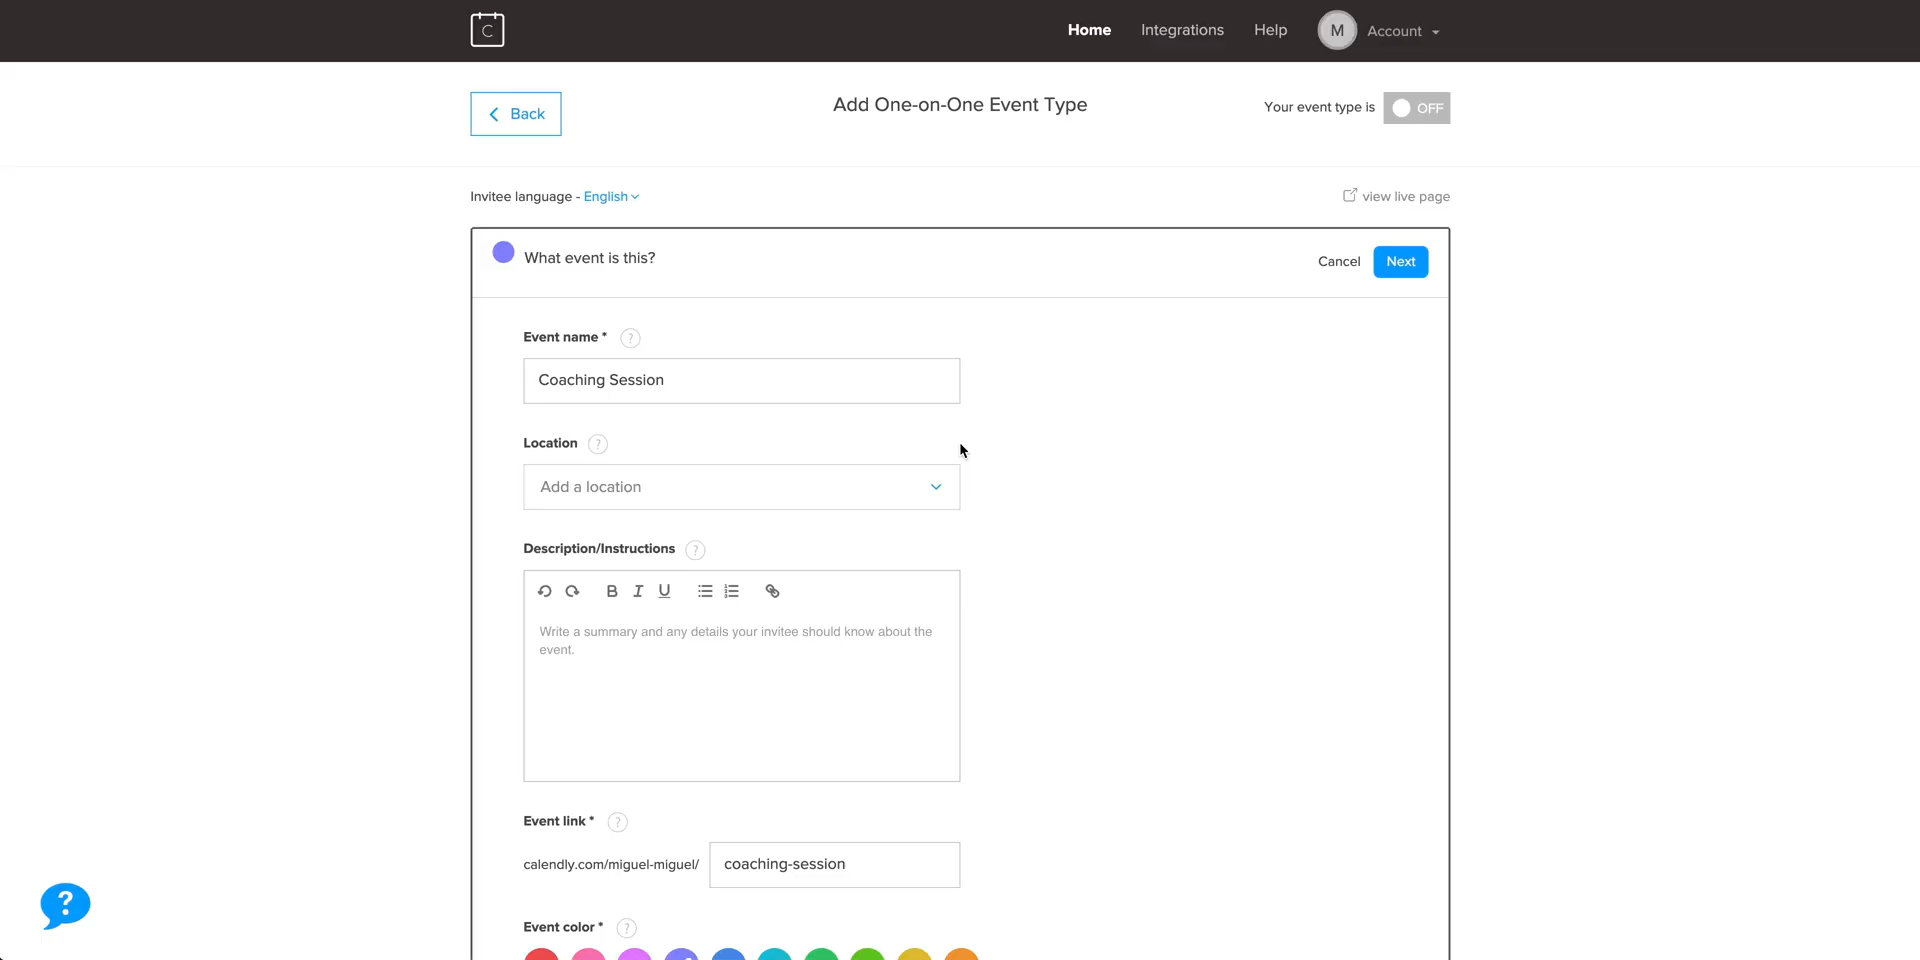 C
Home
Integrations
Help
M
Account
Back
Add One-on-One Event Type
Your event type is
OFF
Invitee language - English
view live page
What event is this?
Cancel
Next
Event name * ?
Coaching Session
Location ?
Add a location
Description/Instructions ?
B I U
Write a summary and any details your invitee should know about the
event.
Event link * ?
calendly.com/miguel-miguel/
coaching-session
?
Event color * ?